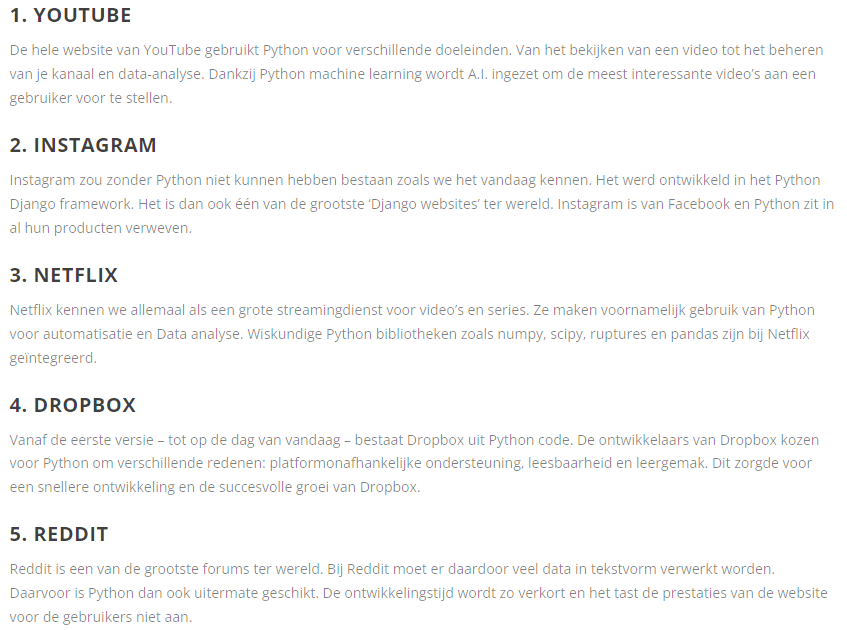 1. YOUTUBE
De hele website van YouTube gebruikt Python voor verschillende doeleinden. Van het bekijken van een video tot het beheren
van je kanaal en data-analyse. Dankzij Python machine learning wordt A.I. ingezet om de meest interessante video’s aan een
gebruiker voor te stellen.
2. INSTAGRAM
Instagram zou zonder Python niet kunnen hebben bestaan zoals we het vandaag kennen. Het werd ontwikkeld in het Python
Django framework. Het is dan ook één van de grootste ‘Django websites’ ter wereld. Instagram is van Facebook en Python zit in
al hun producten verweven.
3. NETFLIX
Netflix kennen we allemaal als een grote streamingdienst voor video’s en series. Ze maken voornamelijk gebruik van Python
voor automatisatie en Data analyse. Wiskundige Python bibliotheken zoals numpy, scipy, ruptures en pandas zijn bij Netflix
geïntegreerd.
4. DROPBOX
Vanaf de eerste versie – tot op de dag van vandaag – bestaat Dropbox uit Python code. De ontwikkelaars van Dropbox kozen
voor Python om verschillende redenen: platformonafhankelijke ondersteuning, leesbaarheid en leergemak. Dit zorgde voor
een snellere ontwikkeling en de succesvolle groei van Dropbox.
5. REDDIT
Reddit is een van de grootste forums ter wereld. Bij Reddit moet er daardoor veel data in tekstvorm verwerkt worden.
Daarvoor is Python dan ook uitermate geschikt. De ontwikkelingstijd wordt zo verkort en het tast de prestaties van de website
voor de gebruikers niet aan.